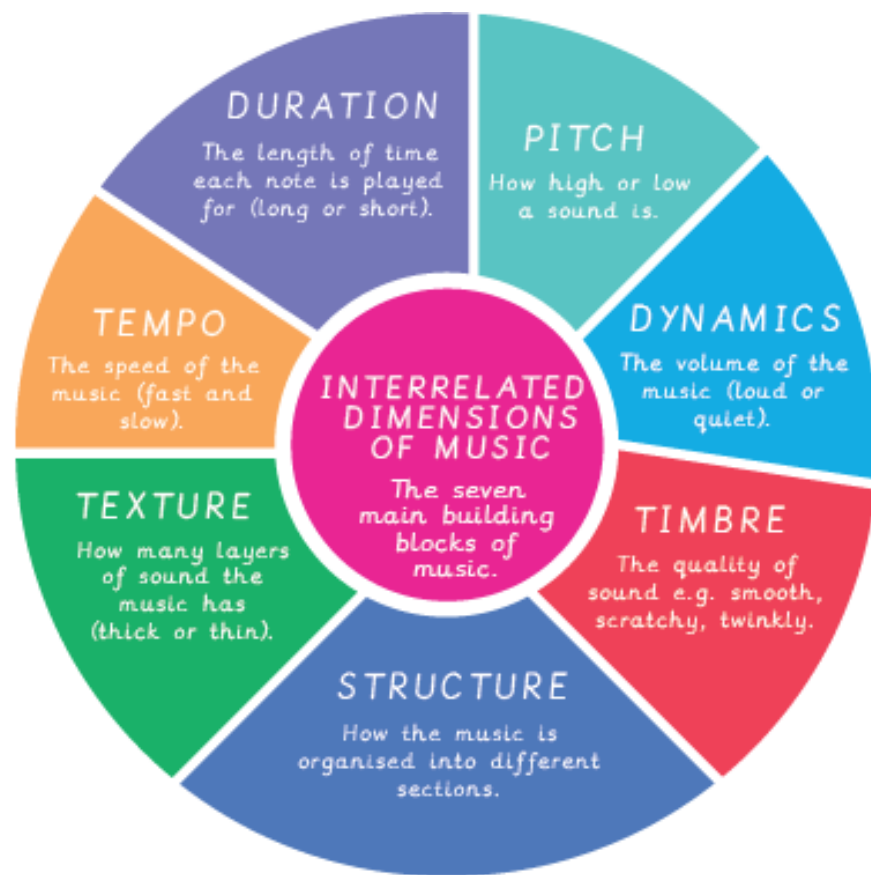 DURATION
The length of time
each note is played
for (long or short).
PITCH
How high or low
a sound is.
DYNAMICS
The volume of the
music (loud or
quiet).
TIMBRE
The quality of
sound e.g. smooth,
scratchy, twinkly.
STRUCTURE
How the music is
organised into different
sections.
TEXTURE
How many layers
of sound the
music has
(thick or thin).
TEMPO
The speed of the
music (fast and
slow).
INTERRELATED
DIMENSIONS
OF MUSIC
The seven
main building
blocks of
music.